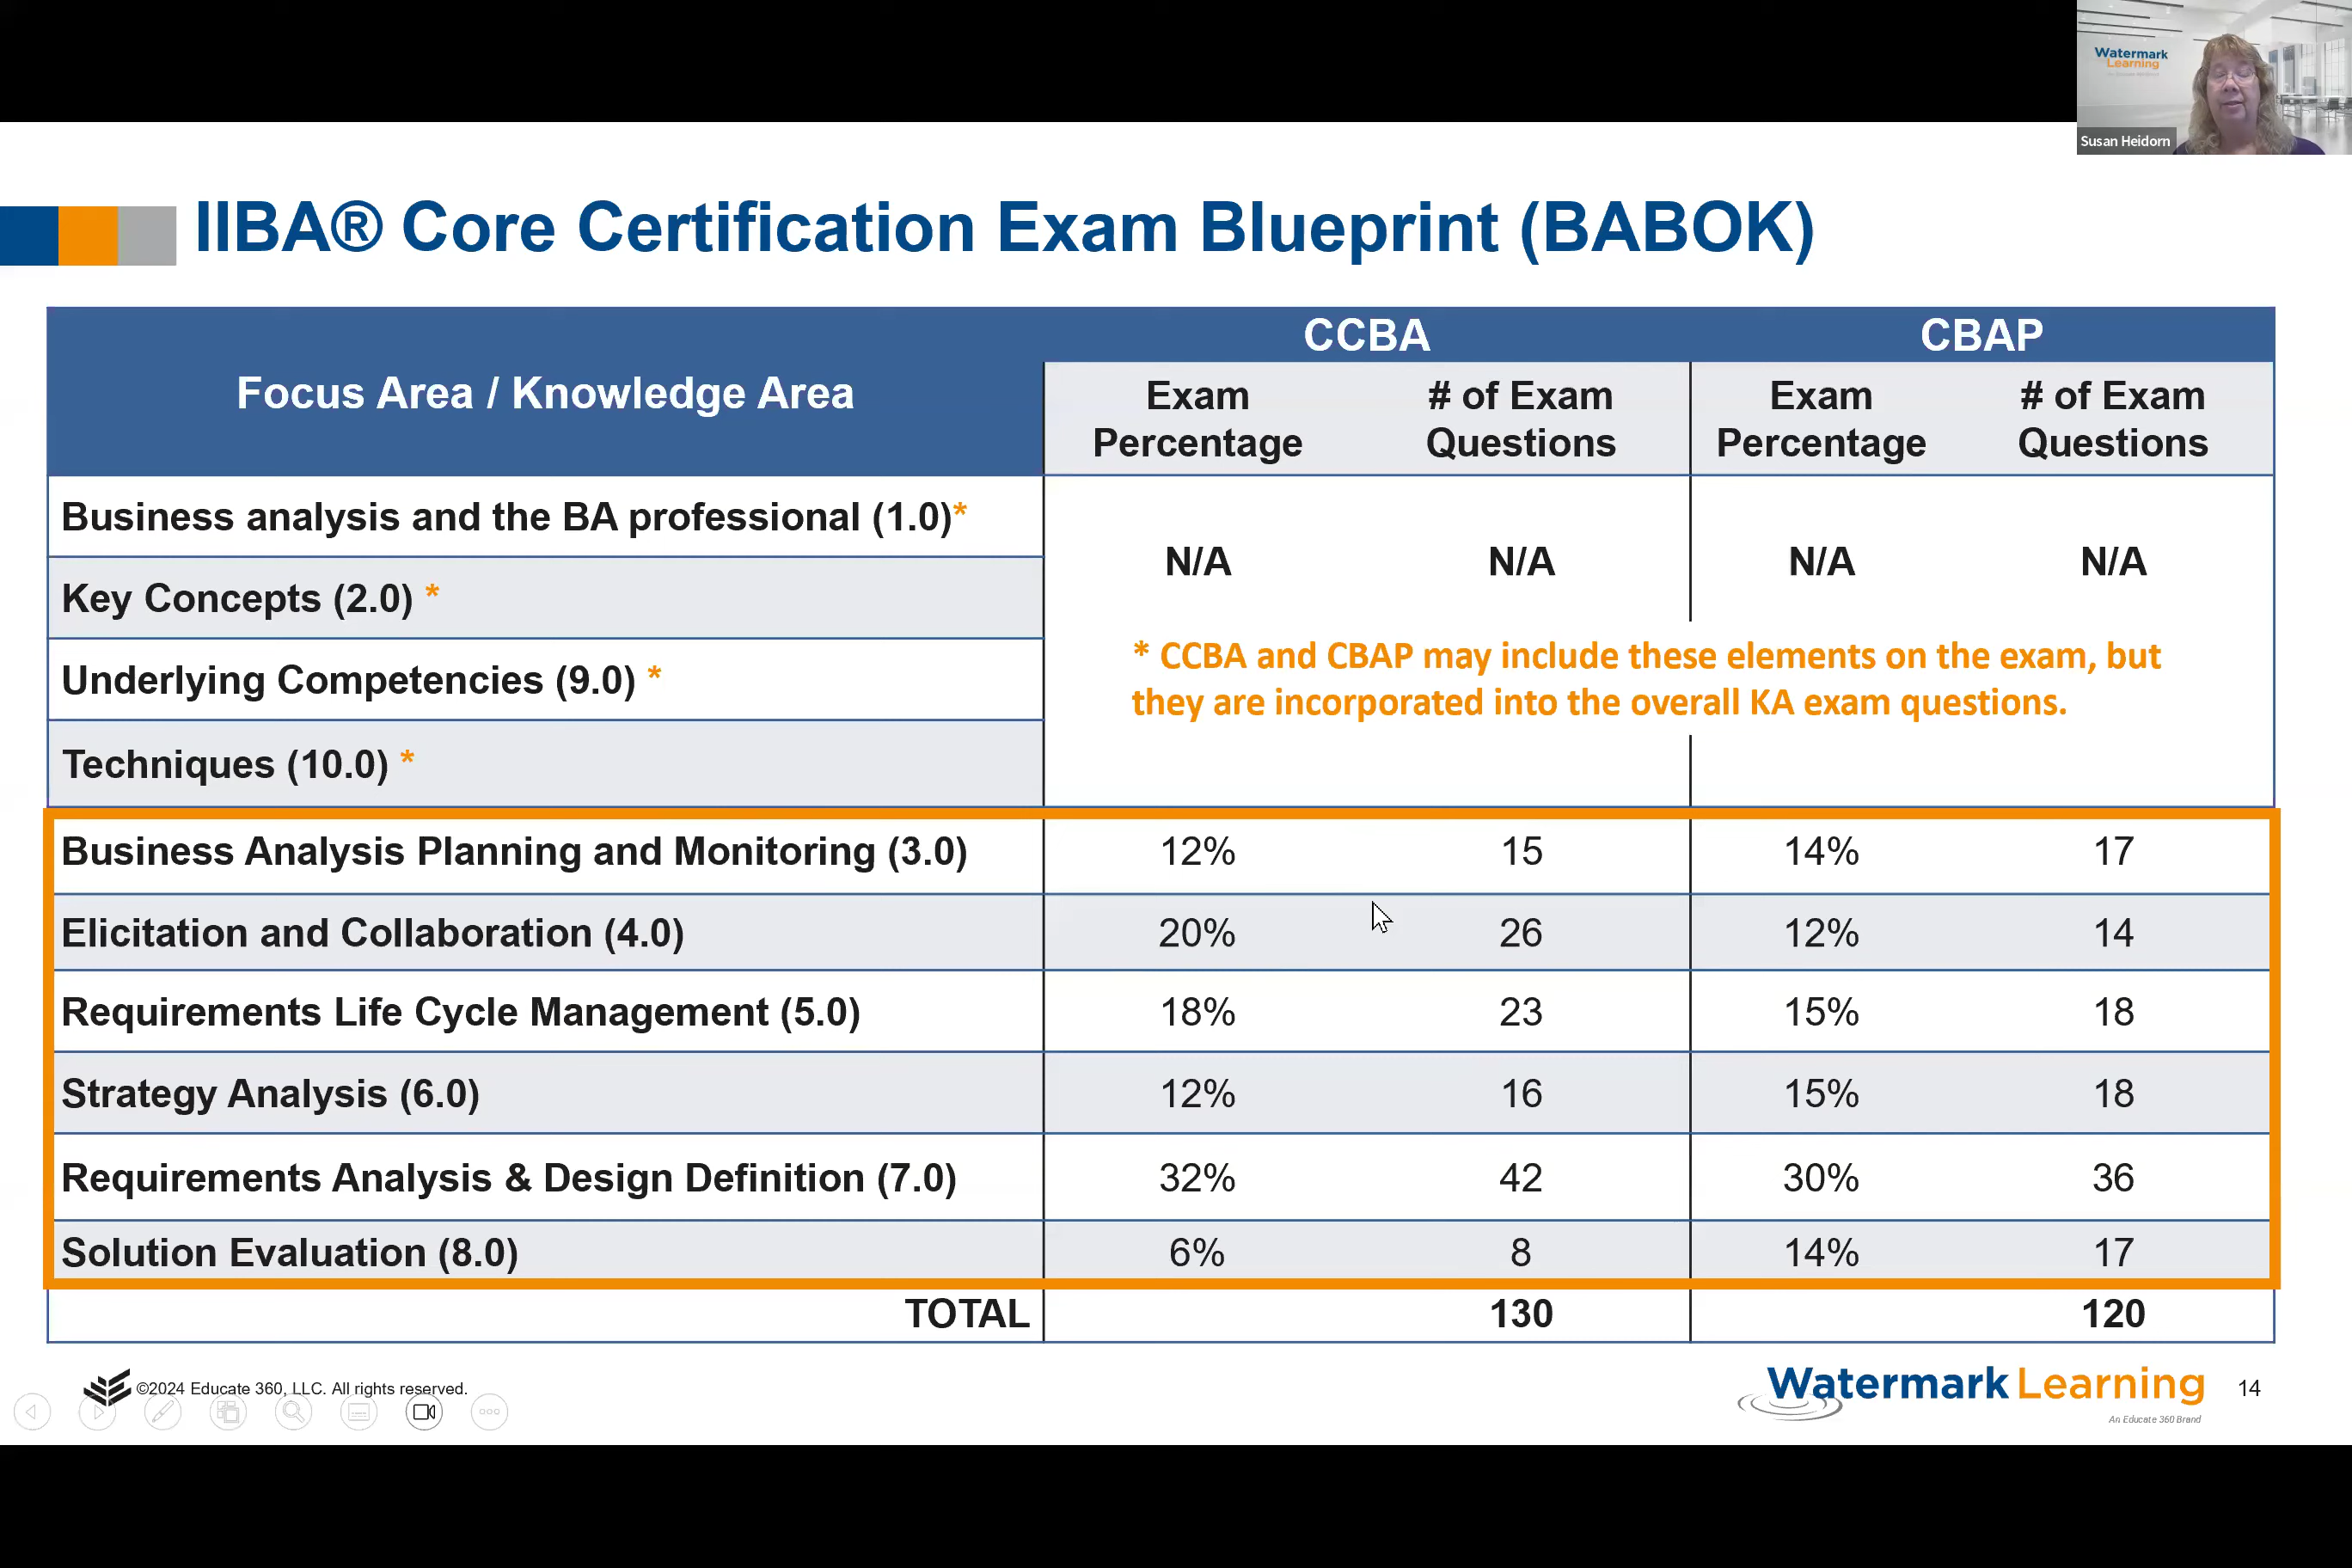 Watermark
Learning
Susan Heidorn
IIBA® Core Certification Exam Blueprint (BABOK)
Focus Area / Knowledge Area
CCBA
CBAP
Exam
Percentage
# of Exam
Questions
Exam
Percentage
# of Exam
Questions
Business analysis and the BA professional (1.0)*
Key Concepts (2.0) *
Underlying Competencies (9.0) *
Techniques (10.0) *
N/A N/A N/A N/A
* CCBA and CBAP may include these elements on the exam, but
they are incorporated into the overall KA exam questions.
Business Analysis Planning and Monitoring (3.0) 12% 15 14% 17
Elicitation and Collaboration (4.0) 20% 26 12% 14
Requirements Life Cycle Management (5.0) 18% 23 15% 18
Strategy Analysis (6.0) 12% 16 15% 18
Requirements Analysis & Design Definition (7.0) 32% 42 30% 36
Solution Evaluation (8.0) 6% 8 14% 17
TOTAL 130 120
©2024 Educate 360, LLC. All rights reserved.
Watermark Learning
An Educate 360 Brand
14